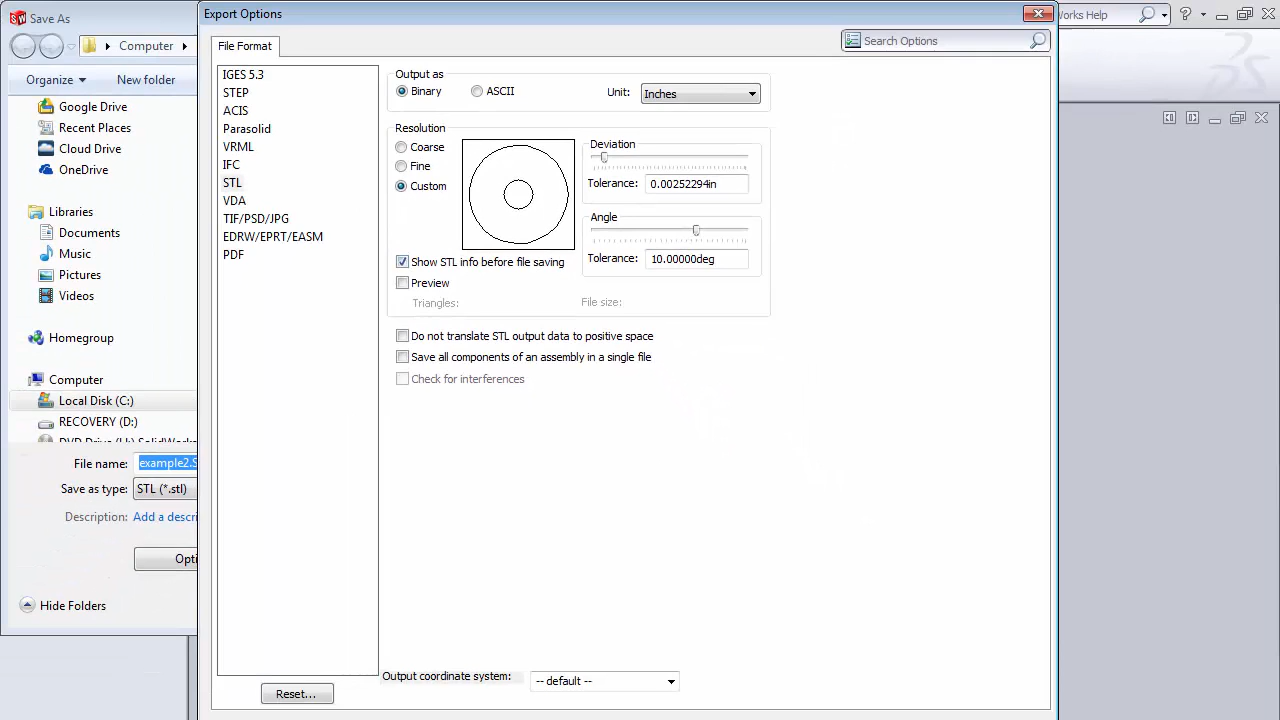 Save As
Export Options
Works Help
?
Computer
File Format
Search Options
Organize
New folder
IGES 5.3
STEP
ACIS
Parasolid
VRML
IFC
STL
VDA
TIF/PSD/JPG
EDRW/EPRT/EASM
PDF
Output as
Binary
ASCII
Unit:
Inches
Resolution
Coarse
Fine
Custom
Deviation
Tolerance:
0.00252294in
Angle
Tolerance:
10.00000deg
Show STL info before file saving
Preview
Triangles:
File size:
Do not translate STL output data to positive space
Save all components of an assembly in a single file
Check for interferences
Google Drive
Recent Places
Cloud Drive
OneDrive
Libraries
Documents
Music
Pictures
Videos
Homegroup
Computer
Local Disk (C:)
RECOVERY (D:)
File name:
example2.S
Save as type:
STL (*.stl)
Description:
Add a descri
Opti
Hide Folders
Output coordinate system:
-- default --
Reset...